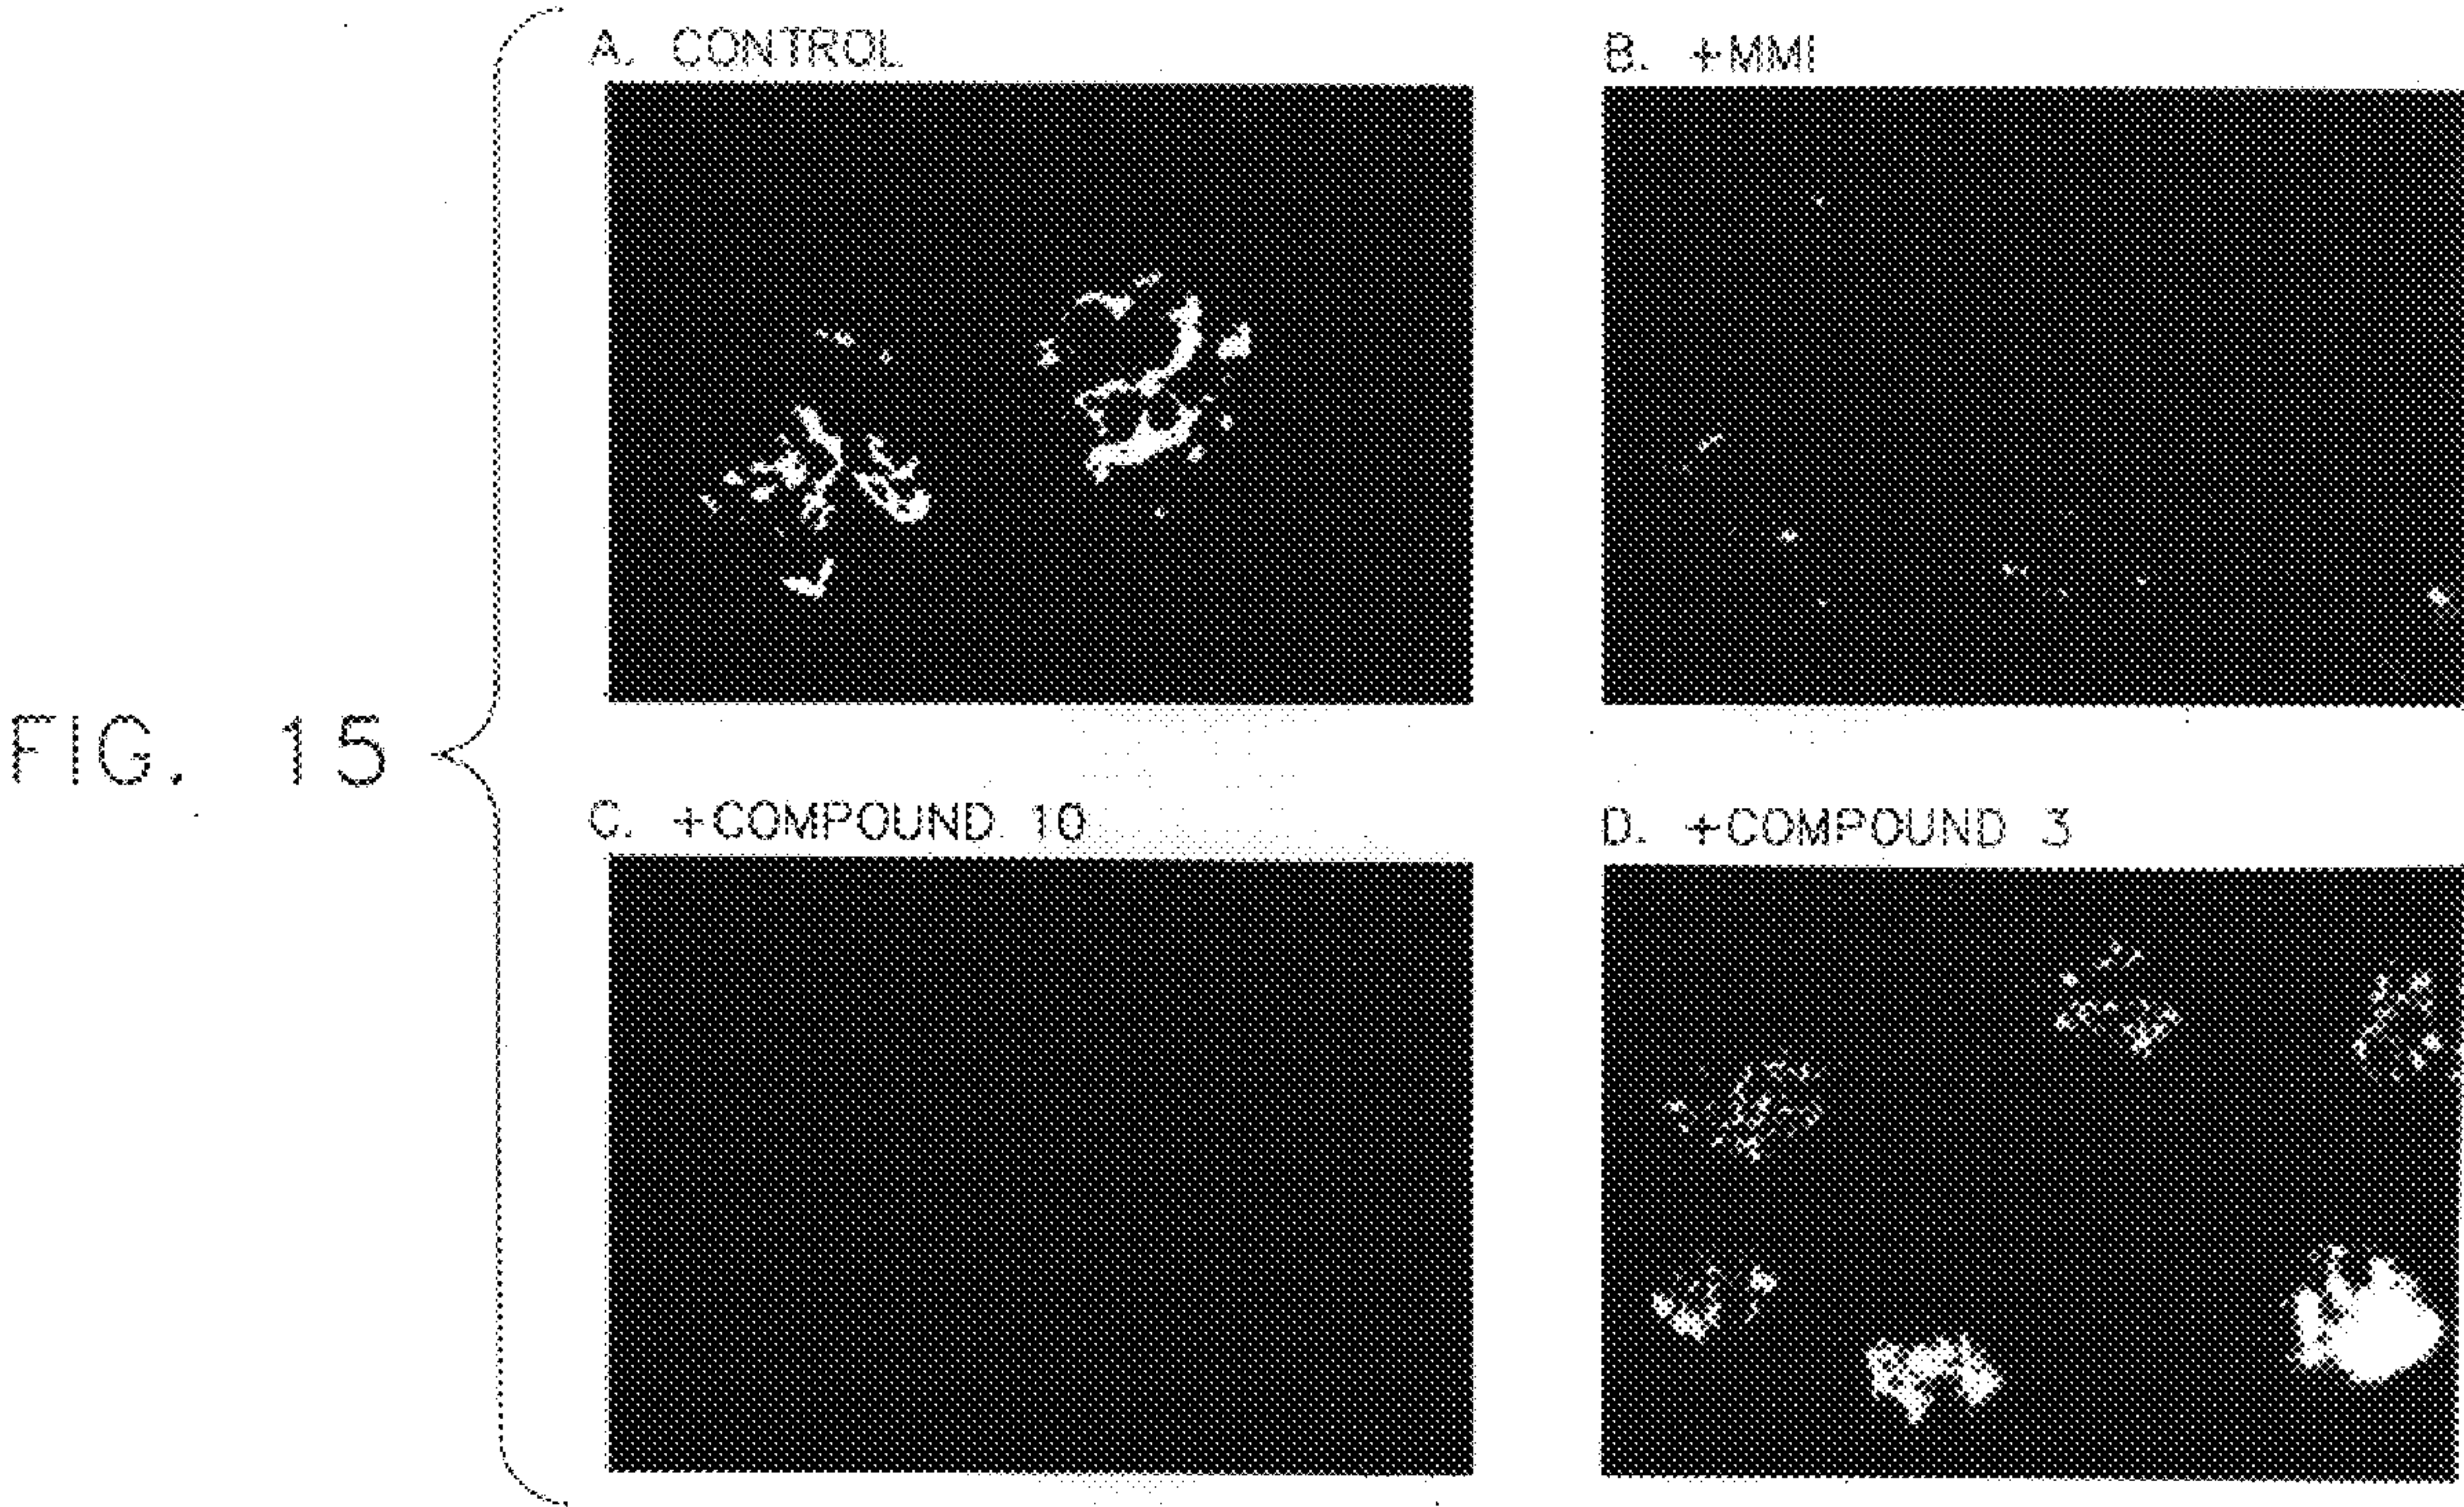 A. CONTROL
B. +MMI
FIG. 15
C. +COMPOUND 10
D. +COMPOUND 3